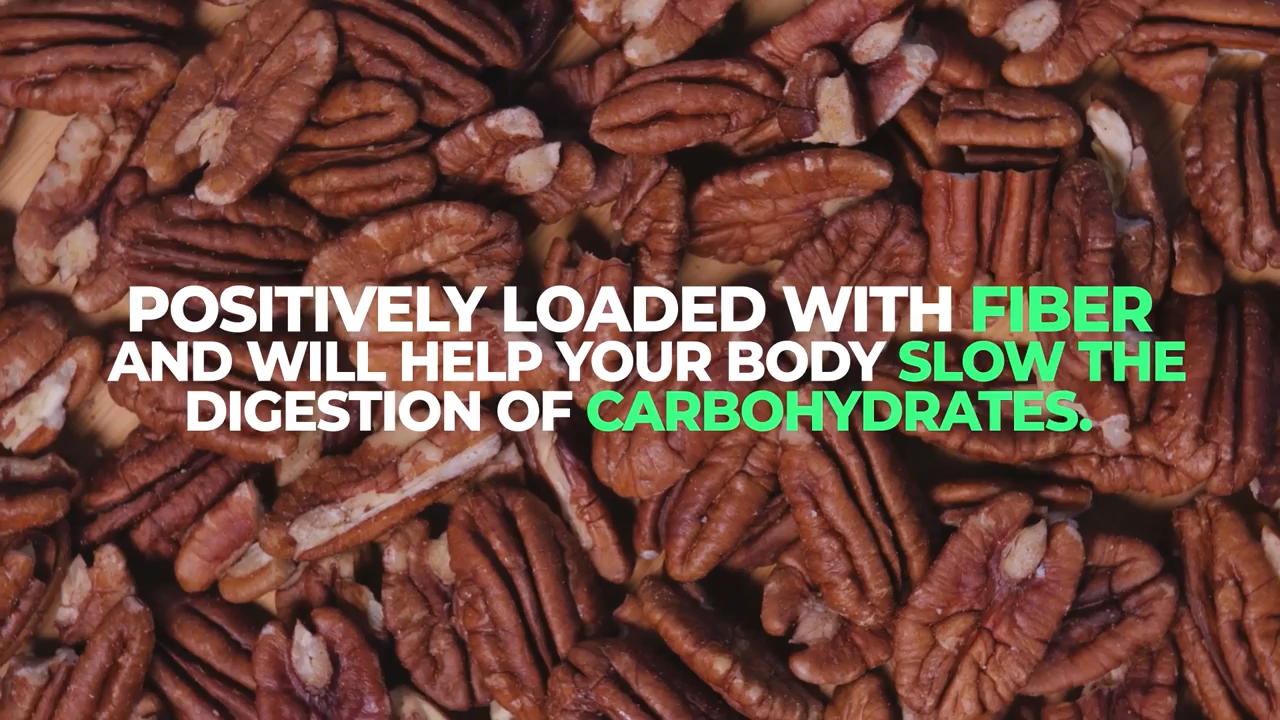 POSITIVELY LOADED WITH FIBER
AND WILL HELP YOUR BODY SLOW THE
DIGESTION OF CARBOHYDRATES.